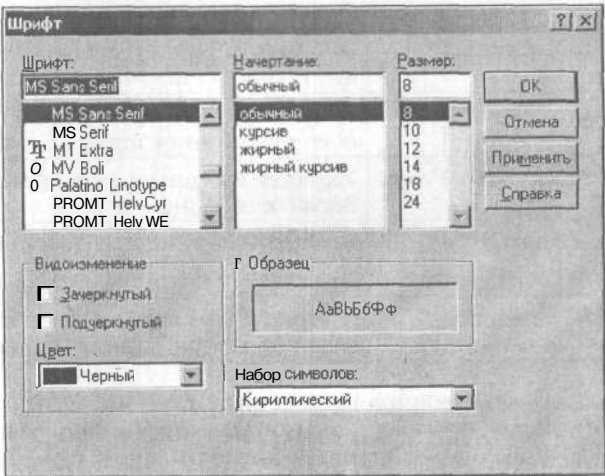 Шрифт
Шрифт:
MS Sans Serif
MS Sans Serif
MS Serif
MT Extra
MV Boli
Palatino Linotype
PROMT HelvCyr
PROMT Helv WE
Начертание:
обычный
обычный
курсив
жирный
жирный курсив
Размер:
8
8
10
12
14
18
24
OK
Отмена
Применить
Справка
Видоизменение
Зачеркнутый
Подчеркнутый
Цвет:
Черный
Образец
АаВbБбФф
Набор символов:
Кириллический